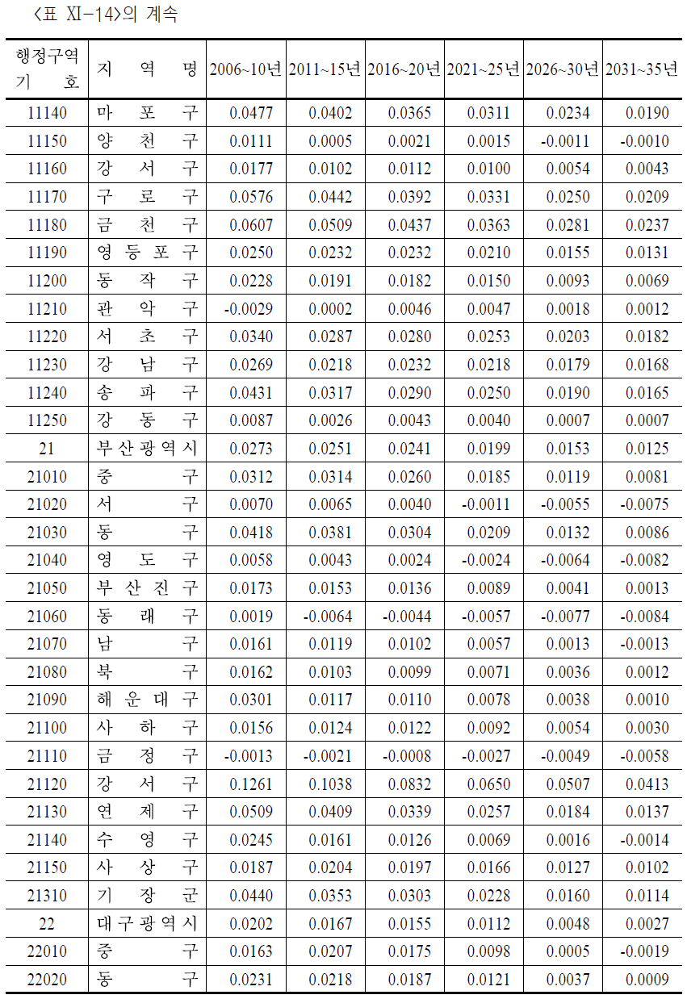 <표 XI-14>의 계속
행정구역 기 호 지 역 명 2006~10년 2011~15년 2016~20년 2021~25년 2026~30년 2031~35년
11140 마 포 구 0.0477 0.0402 0.0365 0.0311 0.0234 0.0190
11150 양 천 구 0.0111 0.0005 0.0021 0.0015 -0.0011 -0.0010
11160 강 서 구 0.0177 0.0102 0.0112 0.0100 0.0054 0.0043
11170 구 로 구 0.0576 0.0442 0.0392 0.0331 0.0250 0.0209
11180 금 천 구 0.0607 0.0509 0.0437 0.0363 0.0281 0.0237
11190 영 등 포 구 0.0250 0.0232 0.0232 0.0210 0.0155 0.0131
11200 동 작 구 0.0228 0.0191 0.0182 0.0150 0.0093 0.0069
11210 관 악 구 -0.0029 0.0002 0.0046 0.0047 0.0018 0.0012
11220 서 초 구 0.0340 0.0287 0.0280 0.0253 0.0203 0.0182
11230 강 남 구 0.0269 0.0218 0.0232 0.0218 0.0179 0.0168
11240 송 파 구 0.0431 0.0317 0.0290 0.0250 0.0190 0.0165
11250 강 동 구 0.0087 0.0026 0.0043 0.0040 0.0007 0.0007
21 부산광역시 0.0273 0.0251 0.0241 0.0199 0.0153 0.0125
21010 중 구 0.0312 0.0314 0.0260 0.0185 0.0119 0.0081
21020 서 구 0.0070 0.0065 0.0040 -0.0011 -0.0055 -0.0075
21030 동 구 0.0418 0.0381 0.0304 0.0209 0.0132 0.0086
21040 영 도 구 0.0058 0.0043 0.0024 -0.0024 -0.0064 -0.0082
21050 부 산 진 구 0.0173 0.0153 0.0136 0.0089 0.0041 0.0013
21060 동 래 구 0.0019 -0.0064 -0.0044 -0.0057 -0.0077 -0.0084
21070 남 구 0.0161 0.0119 0.0102 0.0057 0.0013 -0.0013
21080 북 구 0.0162 0.0103 0.0099 0.0071 0.0036 0.0012
21090 해 운 대 구 0.0301 0.0117 0.0110 0.0078 0.0038 0.0010
21100 사 하 구 0.0156 0.0124 0.0122 0.0092 0.0054 0.0030
21110 금 정 구 -0.0013 -0.0021 -0.0008 -0.0027 -0.0049 -0.0058
21120 강 서 구 0.1261 0.1038 0.0832 0.0650 0.0507 0.0413
21130 연 제 구 0.0509 0.0409 0.0339 0.0257 0.0184 0.0137
21140 수 영 구 0.0245 0.0161 0.0126 0.0069 0.0016 -0.0014
21150 사 상 구 0.0187 0.0204 0.0197 0.0166 0.0127 0.0102
21310 기 장 군 0.0440 0.0353 0.0303 0.0228 0.0160 0.0114
22 대구광역시 0.0202 0.0167 0.0155 0.0112 0.0048 0.0027
22010 중 구 0.0163 0.0207 0.0175 0.0098 0.0005 -0.0019
22020 동 구 0.0231 0.0218 0.0187 0.0121 0.0037 0.0009